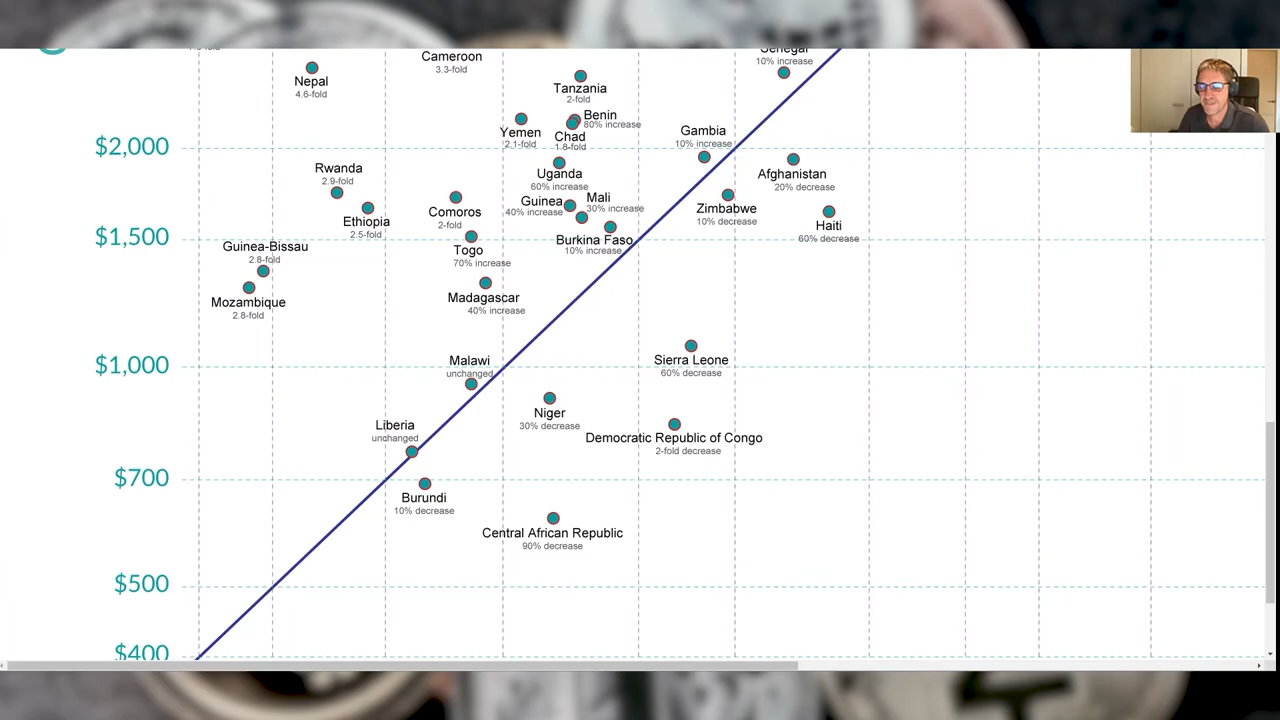 Cameroon
3.3-fold
Senegal
10% increase
Nepal
4.6-fold
Tanzania
2-fold
Benin
80% increase
Yemen
2.1-fold
Chad
1.8-fold
Gambia
10% increase
$2,000
Rwanda
2.9-fold
Uganda
60% increase
Afghanistan
20% decrease
Ethiopia
2.5-fold
Comoros
2-fold
Guinea
40% increase
Mali
30% increase
Zimbabwe
10% decrease
Haiti
60% decrease
$1,500
Guinea-Bissau
2.8-fold
Togo
70% increase
Burkina Faso
10% increase
Mozambique
2.8-fold
Madagascar
40% increase
$1,000
Malawi
unchanged
Sierra Leone
60% decrease
Niger
30% decrease
Liberia
unchanged
Democratic Republic of Congo
2-fold decrease
$700
Burundi
10% decrease
Central African Republic
90% decrease
$500
$400